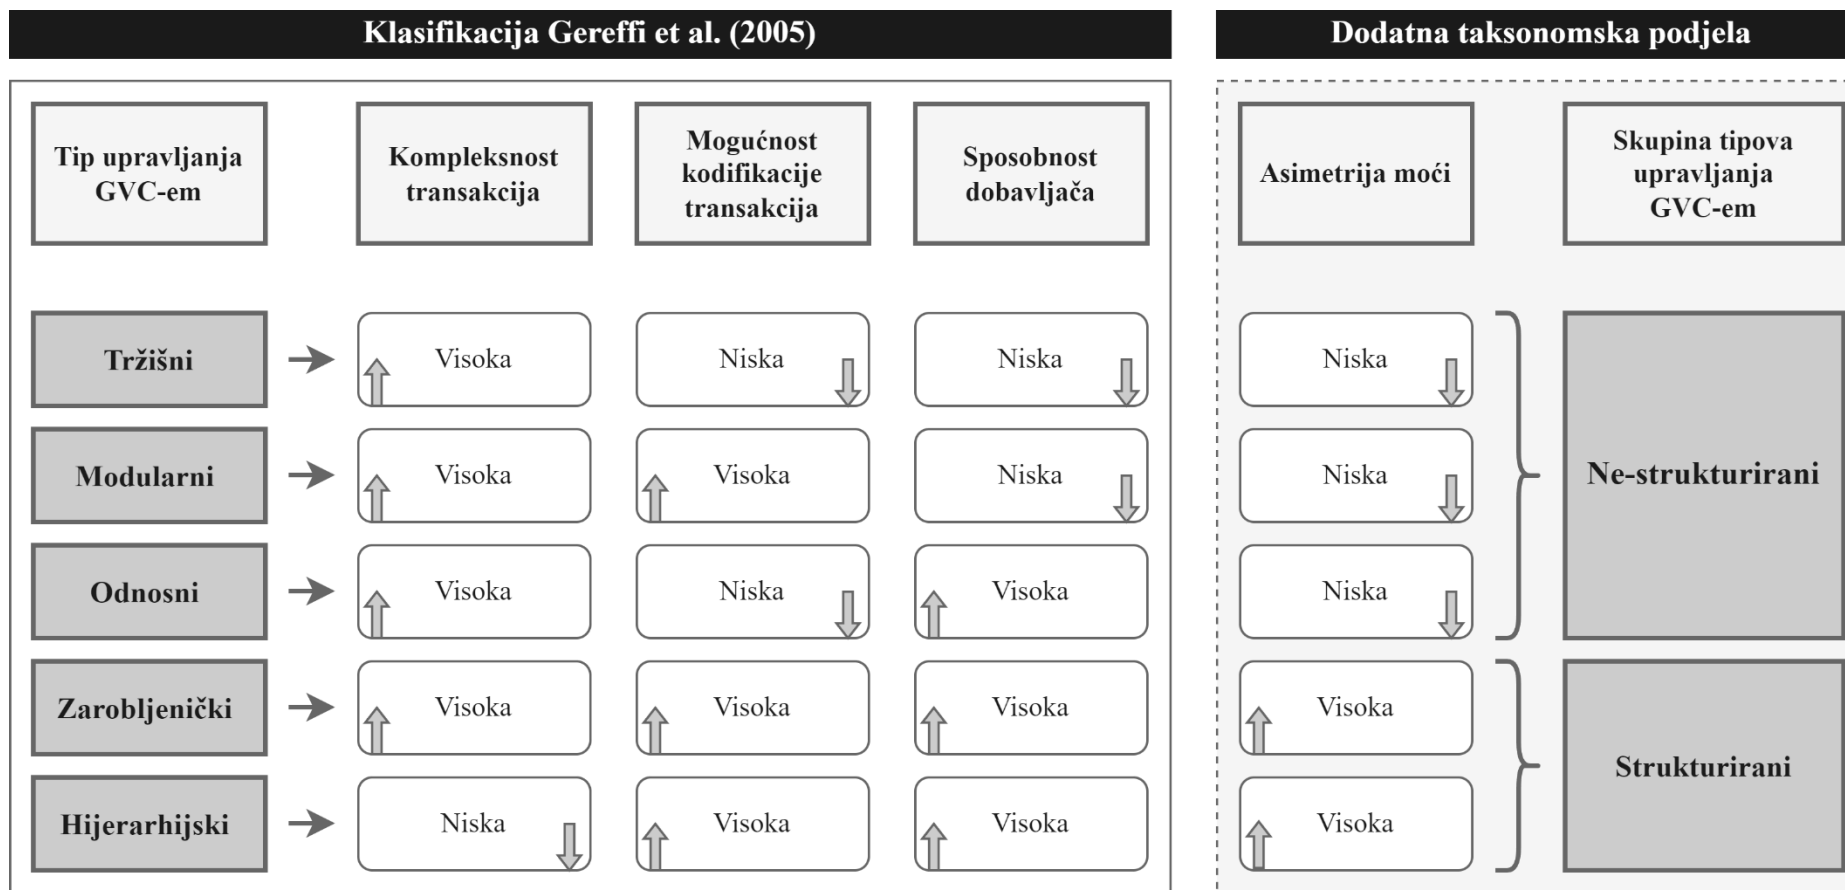 Klasifikacija Gereffi et al. (2005)
Dodatna taksonomska podjela
Tip upravljanja
GVC-em
Kompleksnost
transakcija
Mogućnost
kodifikacije
transakcija
Sposobnost
dobavljača
Asimetrija moći
Skupina tipova
upravljanja
GVC-em
Tržišni
Visoka
Niska
Niska
Niska
Modularni
Visoka
Visoka
Niska
Niska
Ne-strukturirani
Odnosni
Visoka
Niska
Visoka
Niska
Zarobljenički
Visoka
Visoka
Visoka
Visoka
Strukturirani
Hijerarhijski
Niska
Visoka
Visoka
Visoka